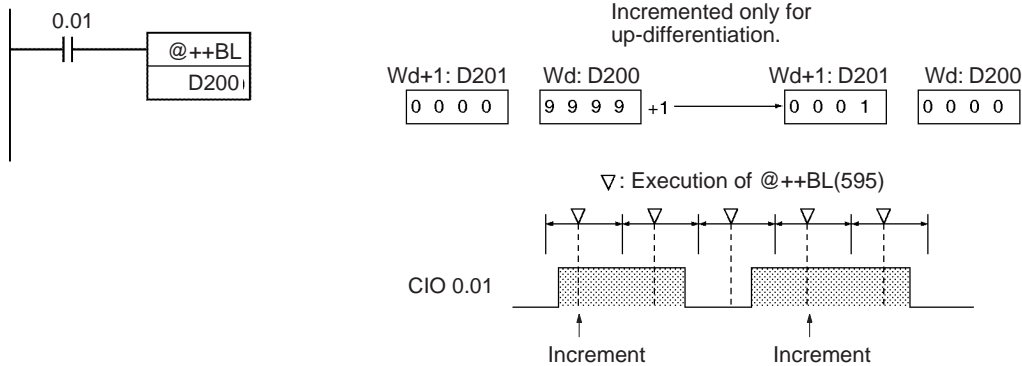 0.01
@++BL
D200
Incremented only for
up-differentiation.
Wd+1: D201 Wd: D200 Wd+1: D201 Wd: D200
0 0 0 0 9 9 9 9 +1 0 0 0 1 0 0 0 0
▽: Execution of @++BL(595)
CIO 0.01
Increment Increment